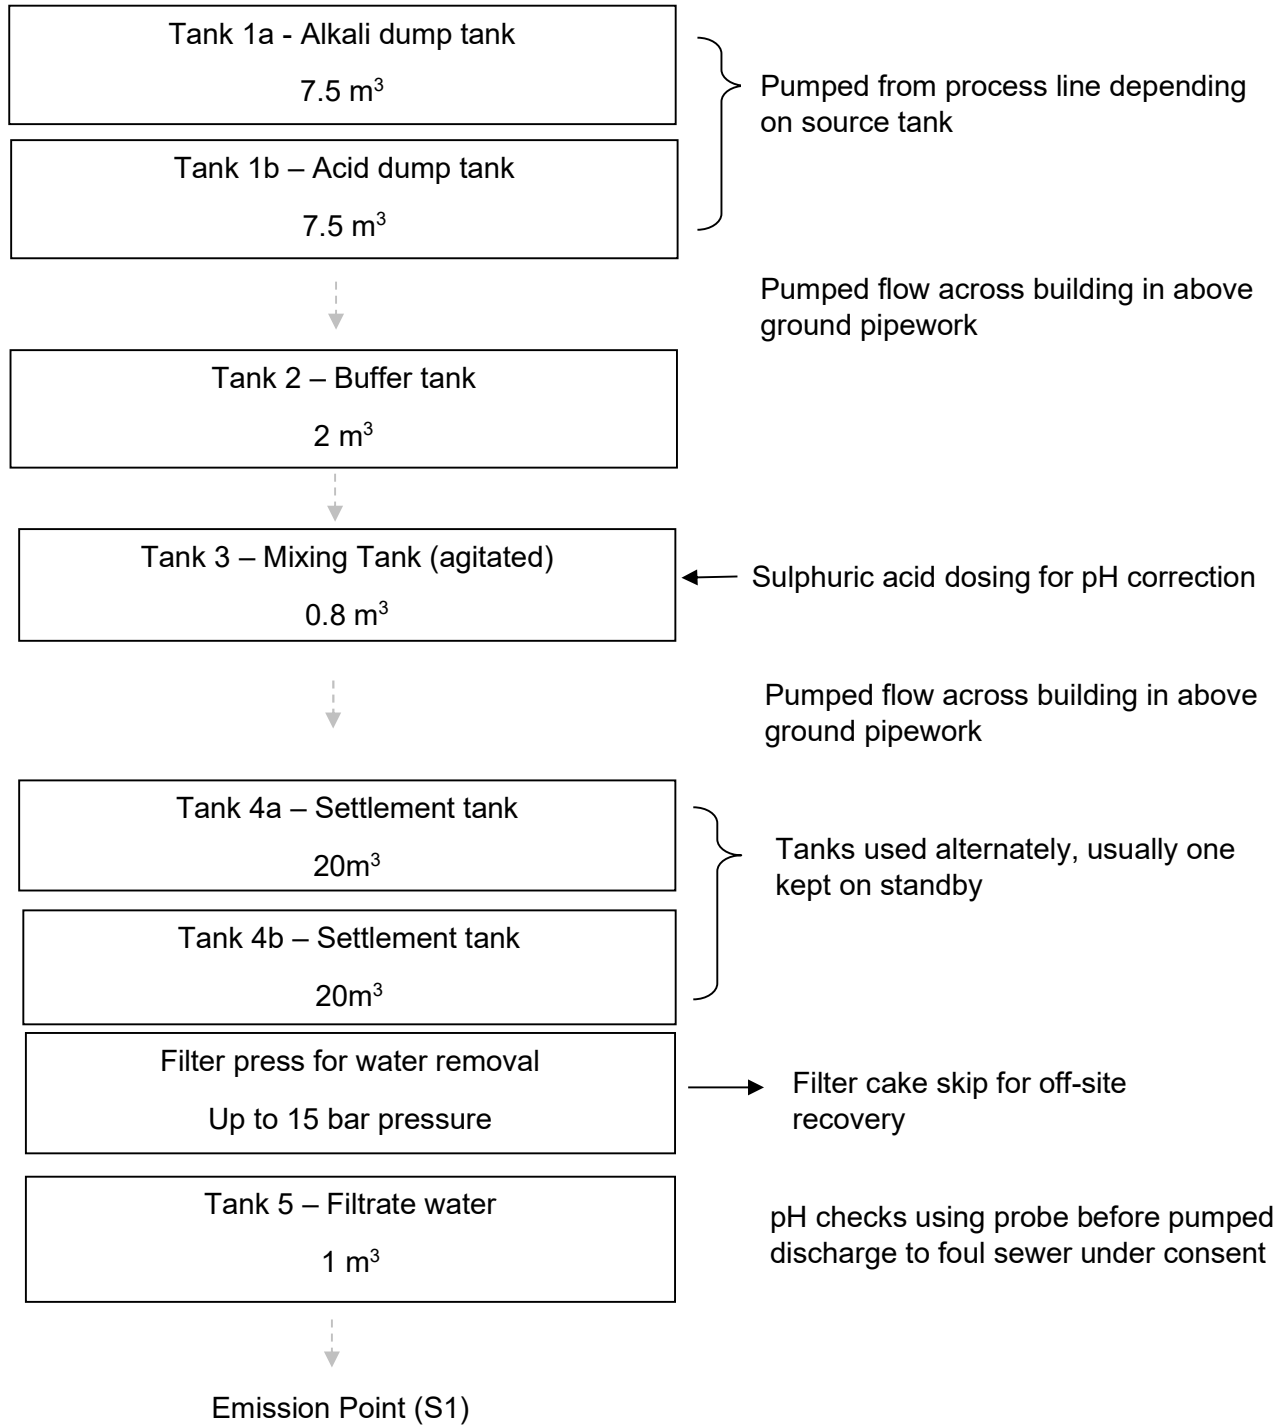 Tank 1a - Alkali dump tank
7.5 m³
Pumped from process line depending
on source tank
Tank 1b – Acid dump tank
7.5 m³
Pumped flow across building in above
ground pipework
Tank 2 – Buffer tank
2 m³
Tank 3 – Mixing Tank (agitated)
0.8 m³
Sulphuric acid dosing for pH correction
Pumped flow across building in above
ground pipework
Tank 4a – Settlement tank
20m³
Tanks used alternately, usually one
kept on standby
Tank 4b – Settlement tank
20m³
Filter press for water removal
Up to 15 bar pressure
Filter cake skip for off-site
recovery
Tank 5 – Filtrate water
1 m³
pH checks using probe before pumped
discharge to foul sewer under consent
Emission Point (S1)